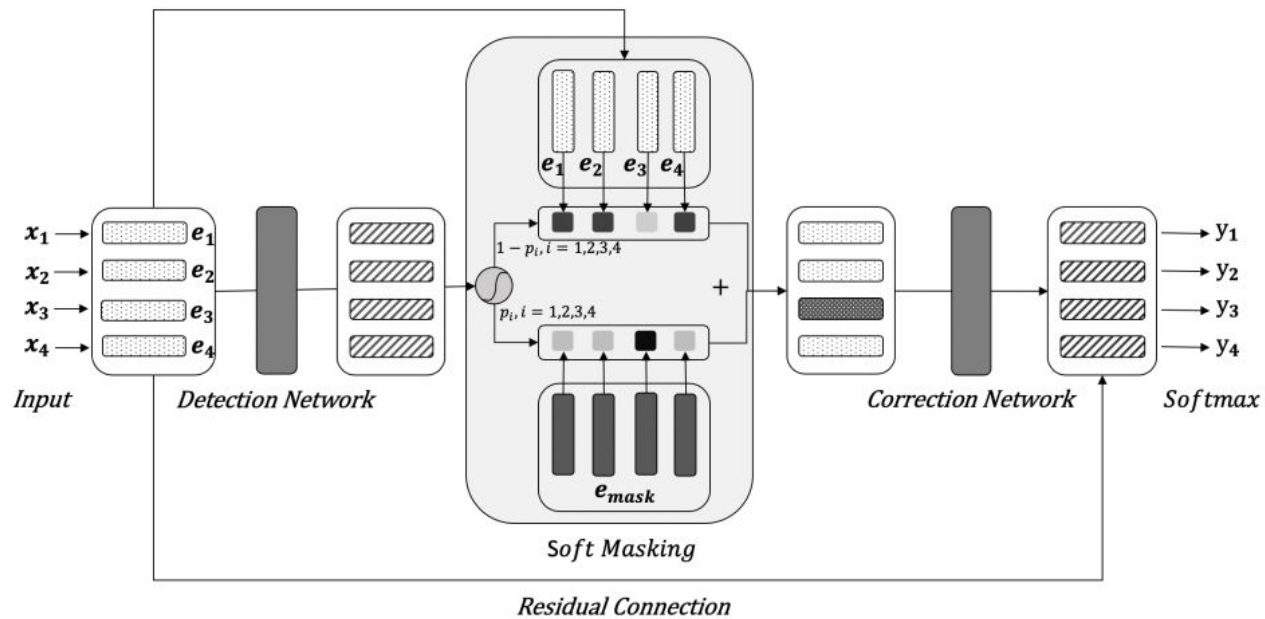 e₁ e₂ e₃ e₄
x₁ e₁
x₂ e₂
x₃ e₃
x₄ e₄
1 − pᵢ, i = 1,2,3,4
+
pᵢ, i = 1,2,3,4
y₁
y₂
y₃
y₄
Input
Detection Network
Correction Network
Softmax
e_mask
Soft Masking
Residual Connection